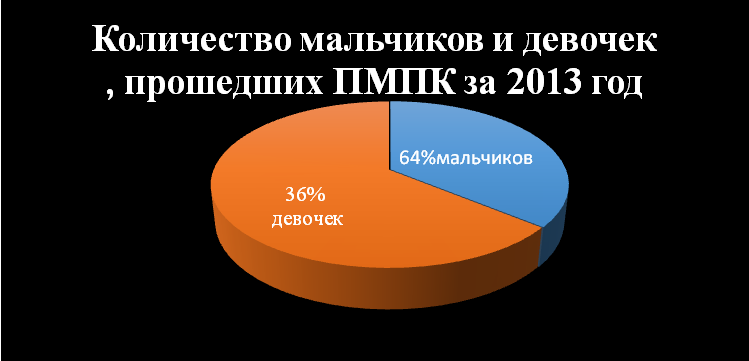 Количество мальчиков и девочек
, прошедших ПМПК за 2013 год
64%мальчиков
36%
девочек